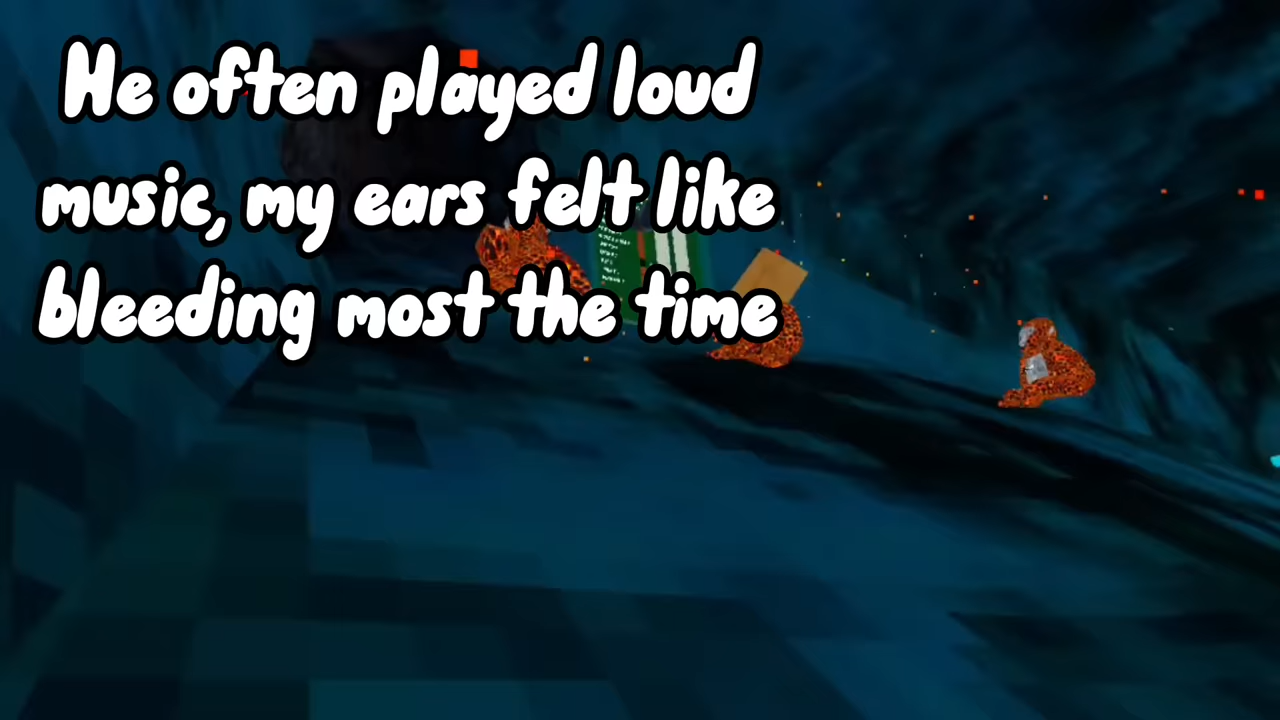 He often played loud
music, my ears felt like
bleeding most the time